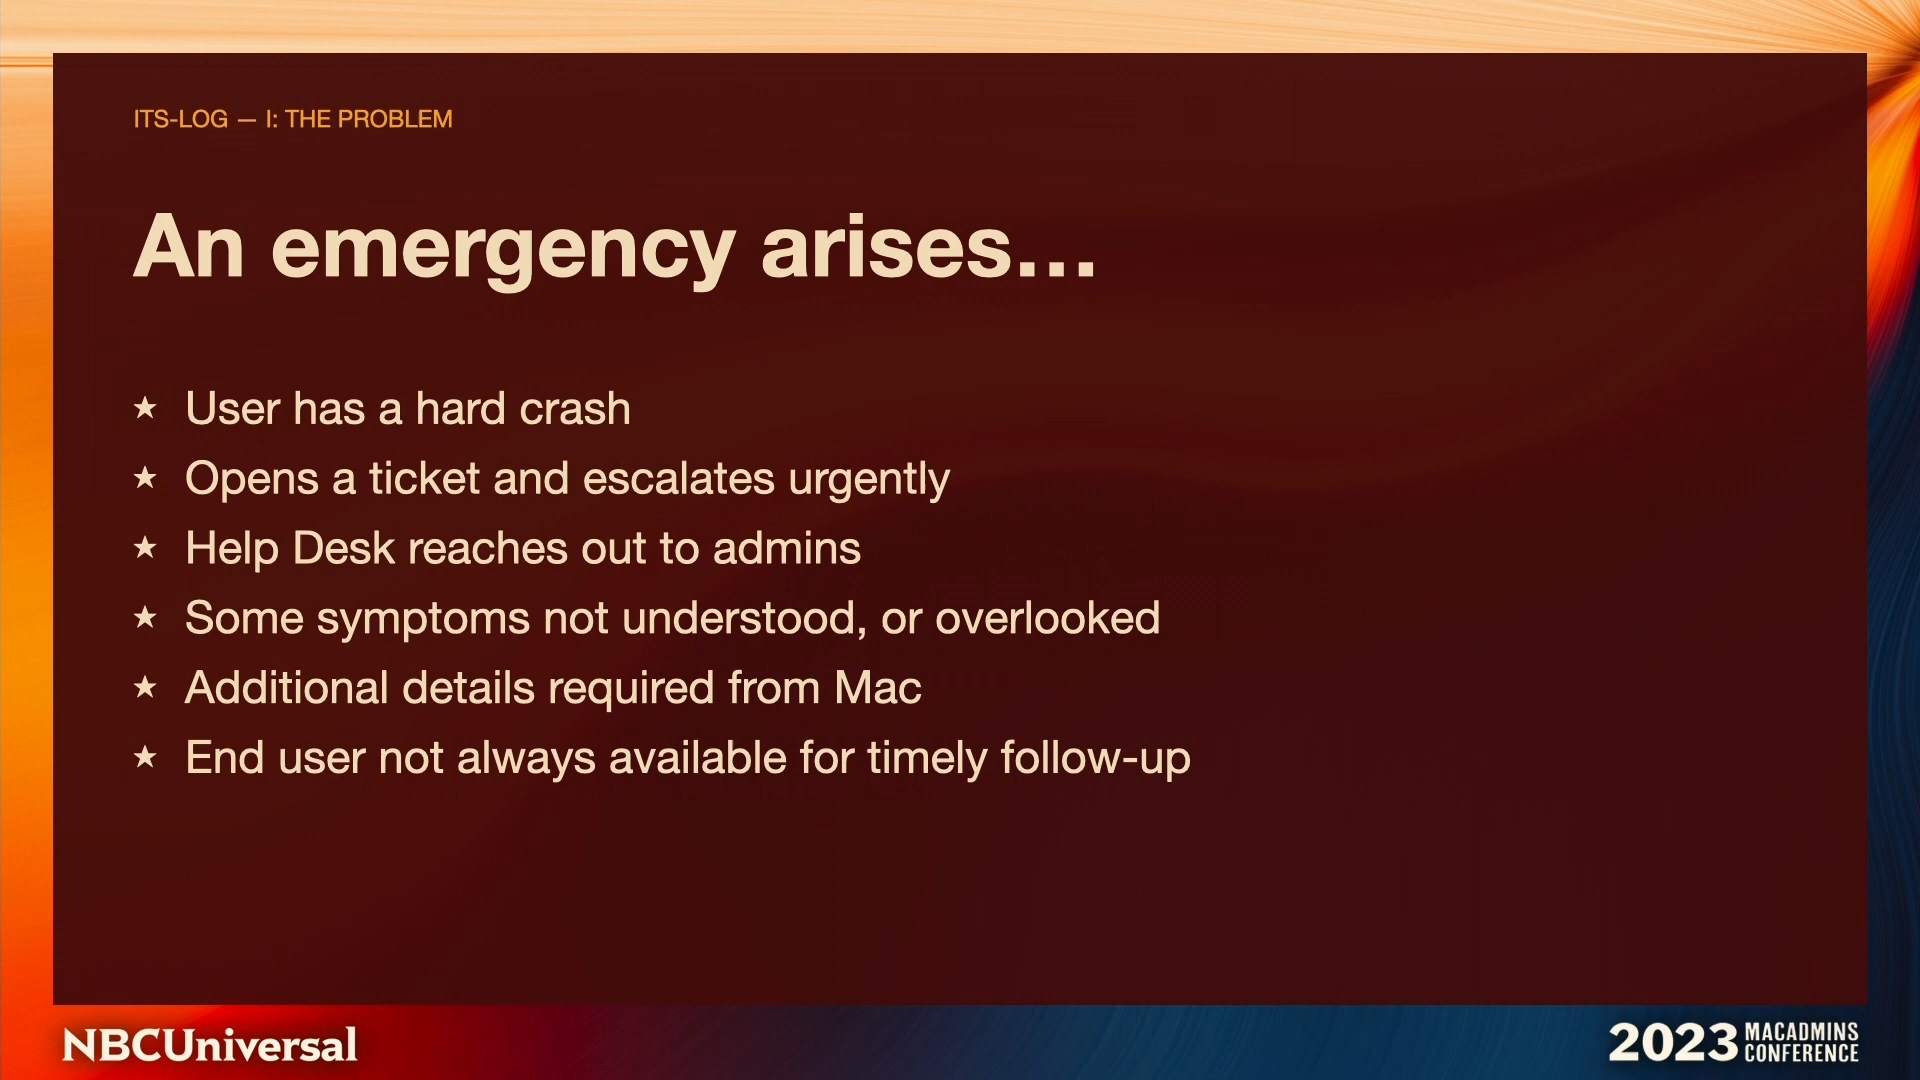 ITS-LOG — I: THE PROBLEM
An emergency arises…
★ User has a hard crash
★ Opens a ticket and escalates urgently
★ Help Desk reaches out to admins
★ Some symptoms not understood, or overlooked
★ Additional details required from Mac
★ End user not always available for timely follow-up
NBCUniversal
2023 MACADMINS
CONFERENCE